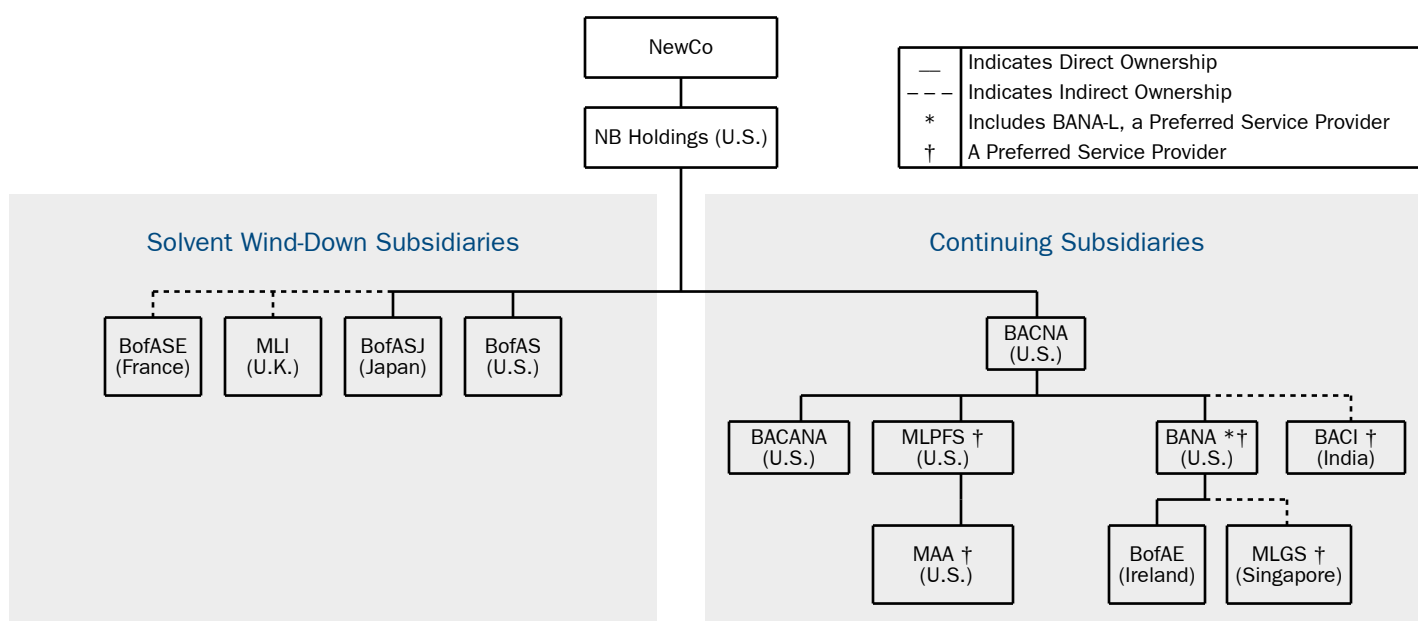 NewCo
NB Holdings (U.S.)
__ Indicates Direct Ownership
– – – Indicates Indirect Ownership
* Includes BANA-L, a Preferred Service Provider
† A Preferred Service Provider
Solvent Wind-Down Subsidiaries
BofASE
(France)
MLI
(U.K.)
BofASJ
(Japan)
BofAS
(U.S.)
Continuing Subsidiaries
BACNA
(U.S.)
BACANA
(U.S.)
MLPFS †
(U.S.)
BANA *†
(U.S.)
BACI †
(India)
MAA †
(U.S.)
BofAE
(Ireland)
MLGS †
(Singapore)